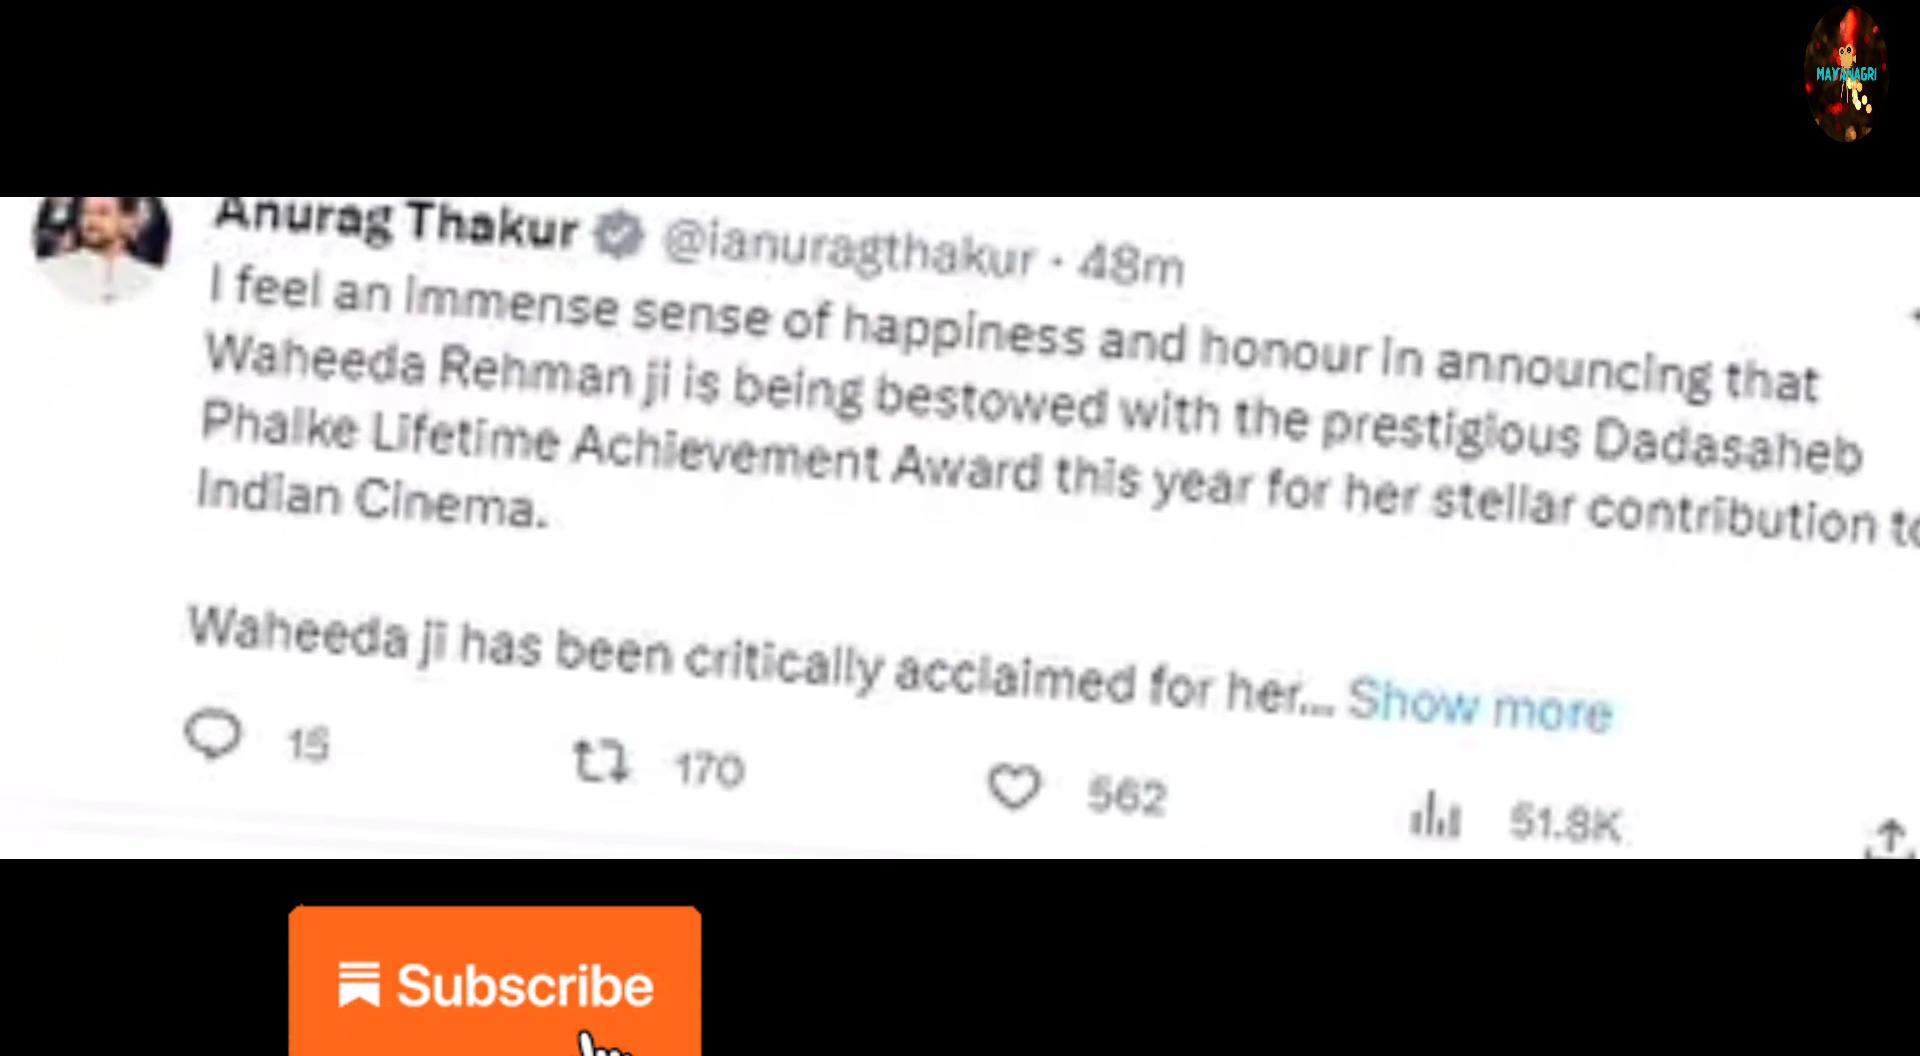 MAYANAGRI
Anurag Thakur @ianuragthakur · 48m
I feel an immense sense of happiness and honour in announcing that
Waheeda Rehman ji is being bestowed with the prestigious Dadasaheb
Phalke Lifetime Achievement Award this year for her stellar contribution to
Indian Cinema.
Waheeda ji has been critically acclaimed for her... Show more
15 170 562 51.8K
Subscribe